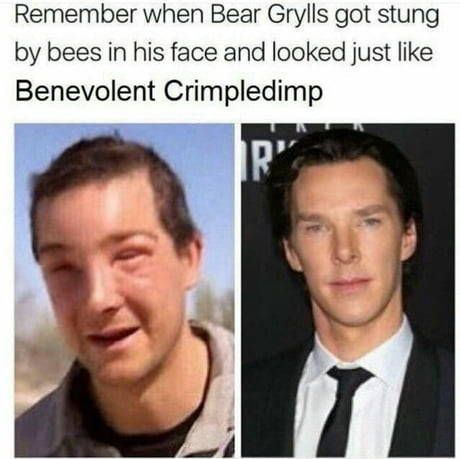 Remember when Bear Grylls got stung
by bees in his face and looked just like
Benevolent Crimpledimp